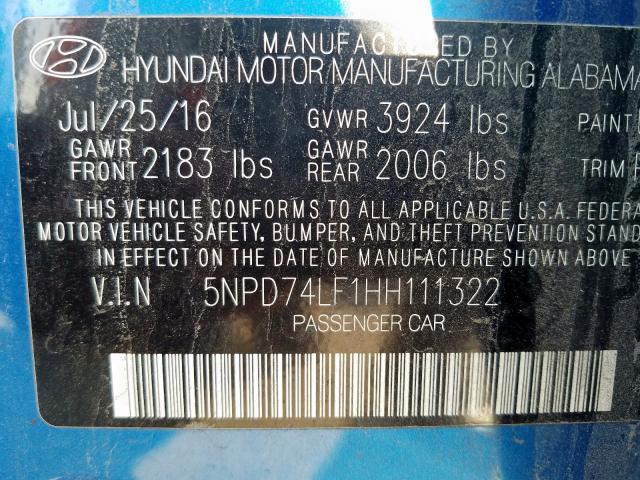 MANUFACTURED BY
HYUNDAI MOTOR MANUFACTURING ALABAMA
Jul/25/16 GVWR 3924 lbs PAINT
GAWR FRONT 2183 lbs GAWR REAR 2006 lbs TRIM
THIS VEHICLE CONFORMS TO ALL APPLICABLE U.S.A. FEDERA
MOTOR VEHICLE SAFETY, BUMPER, AND THEFT PREVENTION STAND
IN EFFECT ON THE DATE OF MANUFACTURE SHOWN ABOVE
V.I.N 5NPD74LF1HH111322
PASSENGER CAR